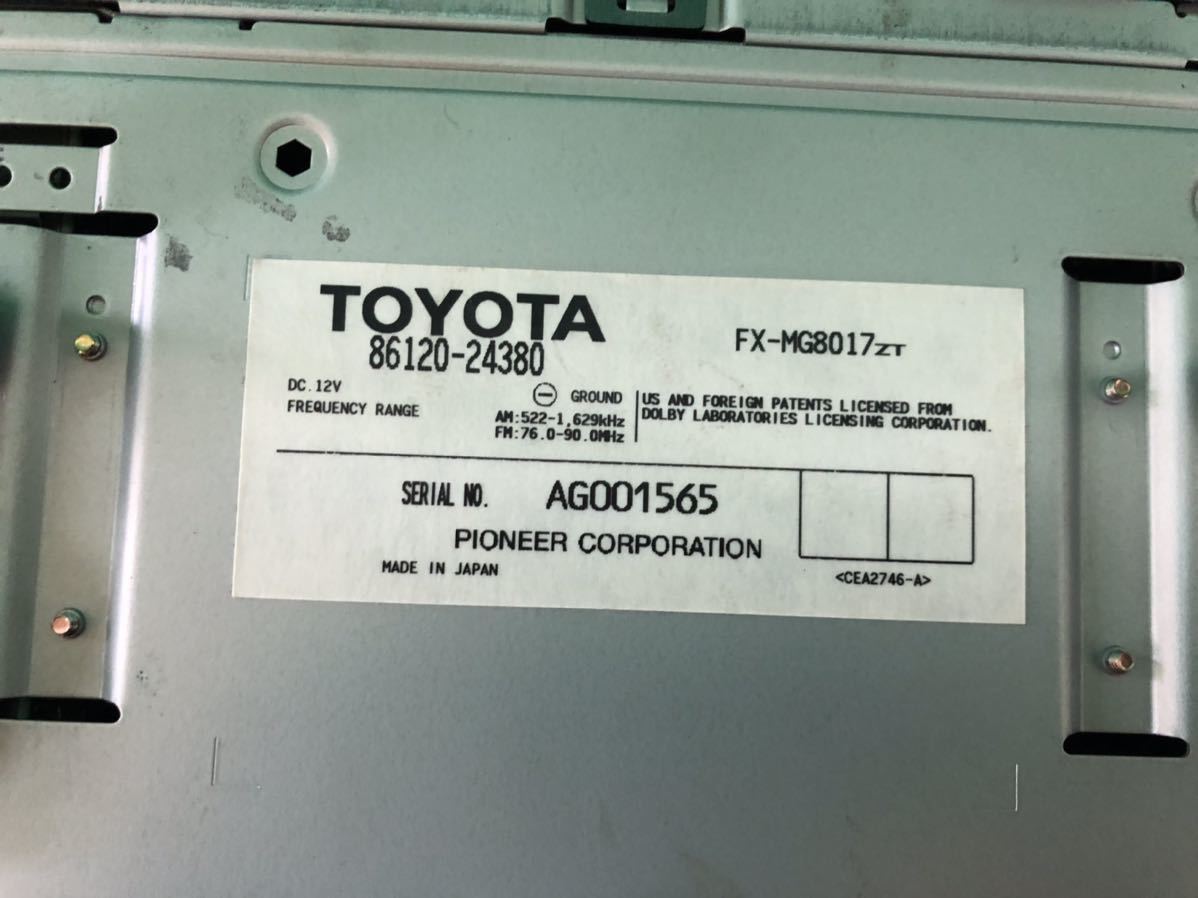 TOYOTA
86120-24380
FX-MG8017ZT
DC.12V
⊖ GROUND
FREQUENCY RANGE
AM:522-1,629kHz
FM:76.0-90.0MHz
US AND FOREIGN PATENTS LICENSED FROM
DOLBY LABORATORIES LICENSING CORPORATION.
SERIAL NO. AG001565
PIONEER CORPORATION
MADE IN JAPAN
<CEA2746-A>